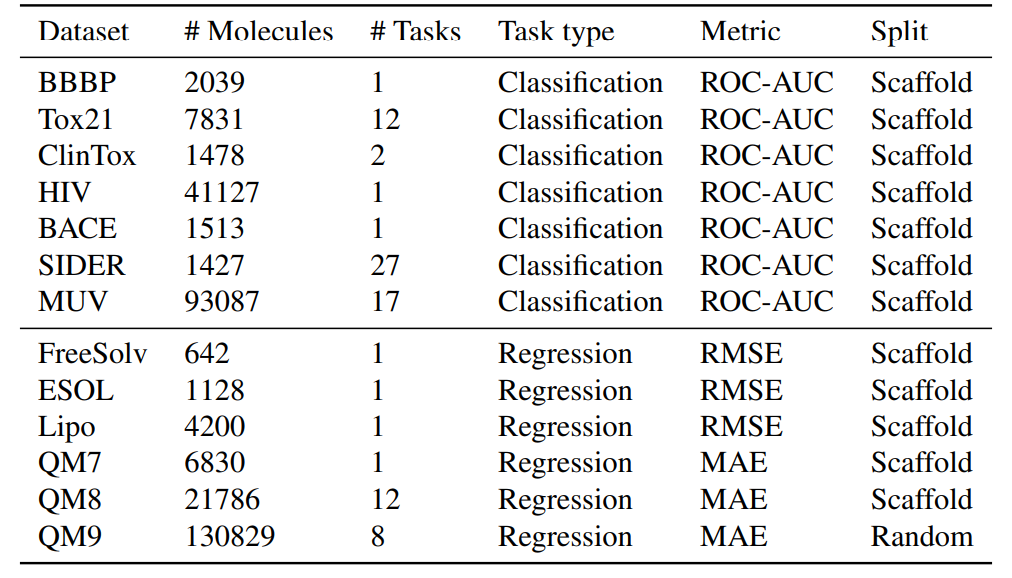 Dataset # Molecules # Tasks Task type Metric Split
BBBP 2039 1 Classification ROC-AUC Scaffold
Tox21 7831 12 Classification ROC-AUC Scaffold
ClinTox 1478 2 Classification ROC-AUC Scaffold
HIV 41127 1 Classification ROC-AUC Scaffold
BACE 1513 1 Classification ROC-AUC Scaffold
SIDER 1427 27 Classification ROC-AUC Scaffold
MUV 93087 17 Classification ROC-AUC Scaffold
FreeSolv 642 1 Regression RMSE Scaffold
ESOL 1128 1 Regression RMSE Scaffold
Lipo 4200 1 Regression RMSE Scaffold
QM7 6830 1 Regression MAE Scaffold
QM8 21786 12 Regression MAE Scaffold
QM9 130829 8 Regression MAE Random